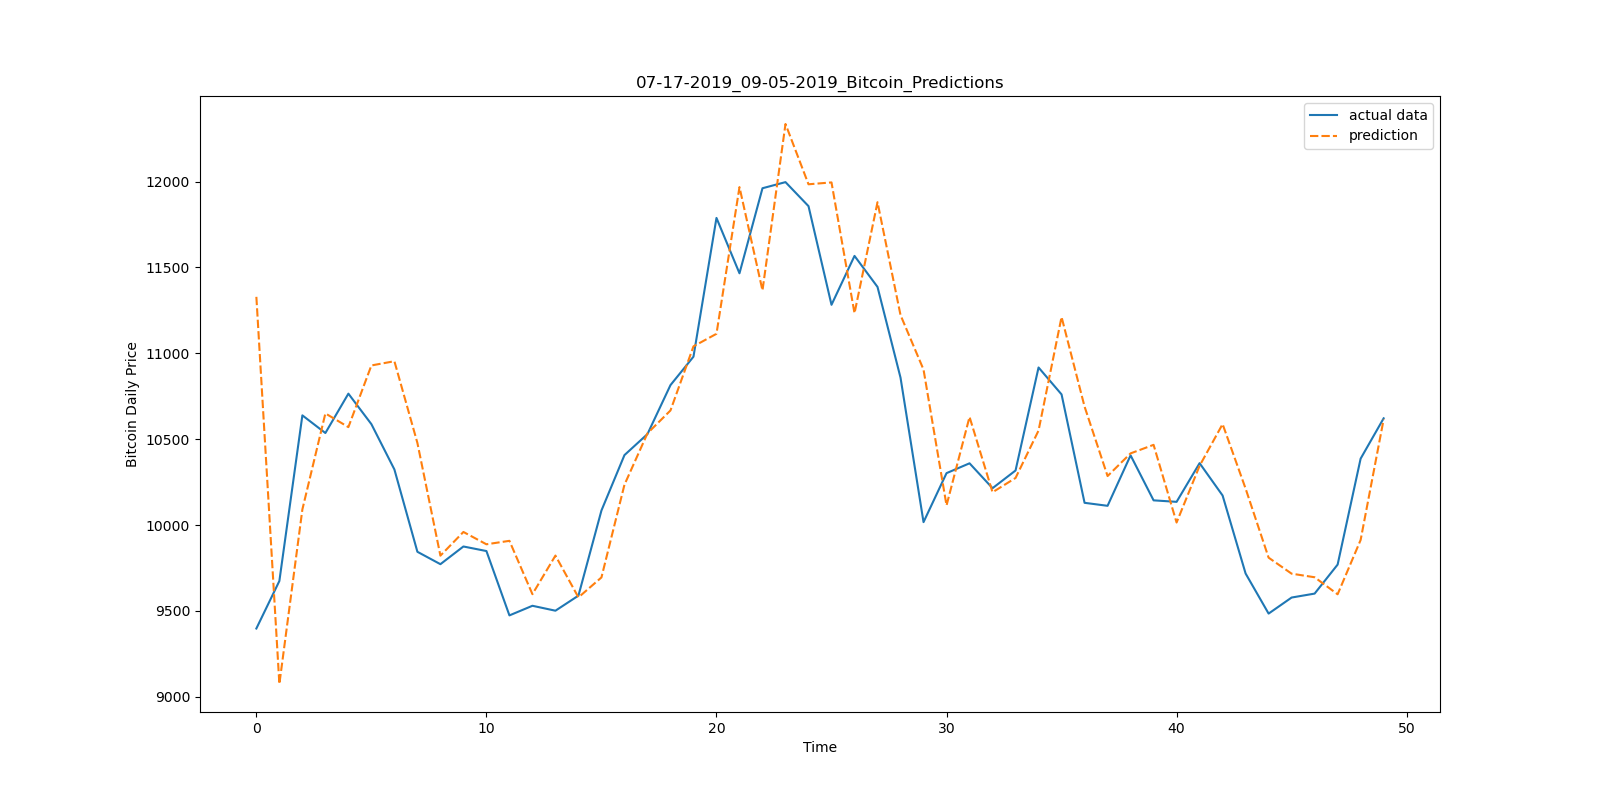 07-17-2019_09-05-2019_Bitcoin_Predictions
actual data
prediction
Bitcoin Daily Price
12000
11500
11000
10500
10000
9500
9000
0 10 20 30 40 50
Time